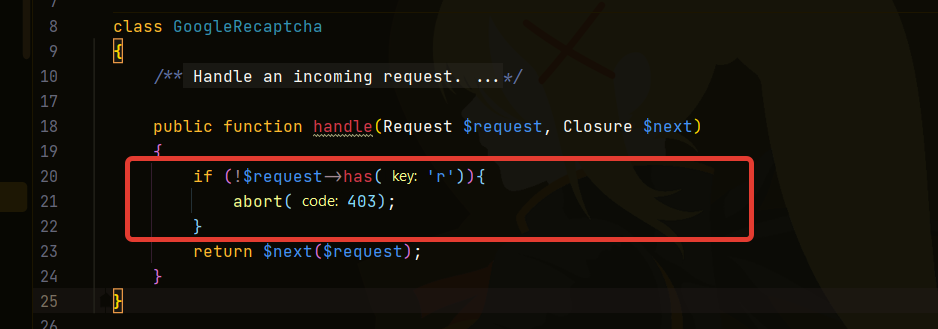 7
8 class GoogleRecaptcha
9 {
10 /** Handle an incoming request. ...*/
17
18 public function handle(Request $request, Closure $next)
19 {
20 if (!$request->has( key: 'r')){
21 abort( code: 403);
22 }
23 return $next($request);
24 }
25 }
26